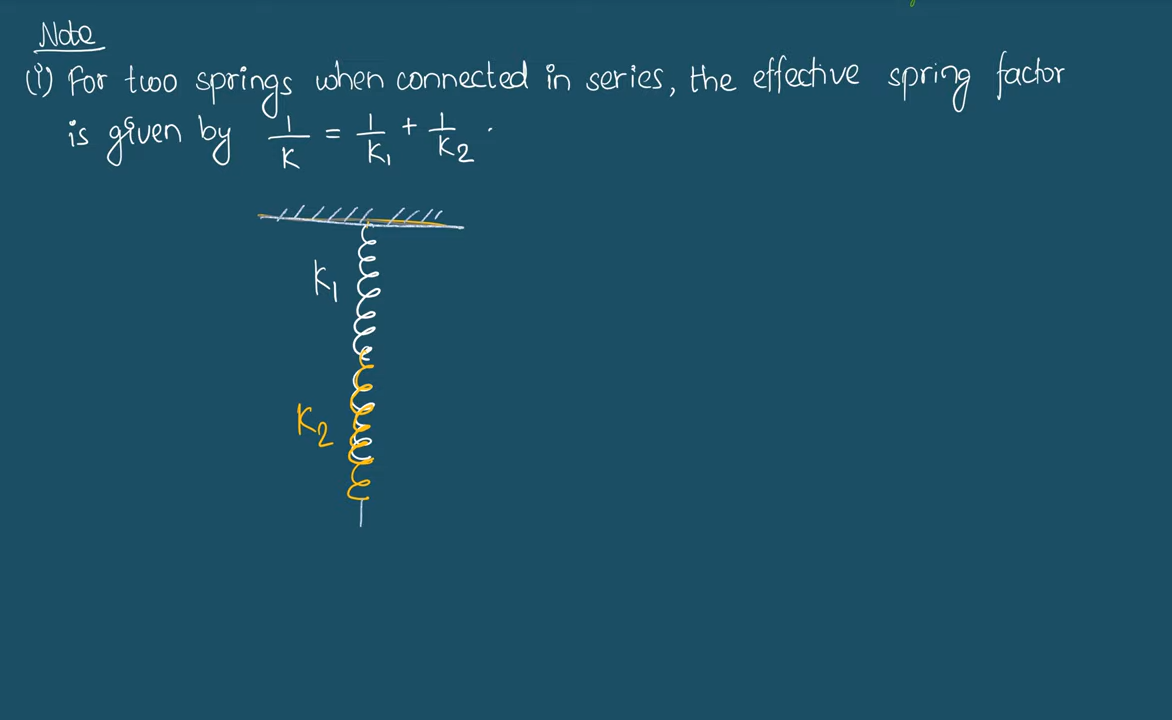 Note
(i) For two springs when connected in series, the effective spring factor
is given by 1/K = 1/K₁ + 1/K₂ .
K₁
K₂